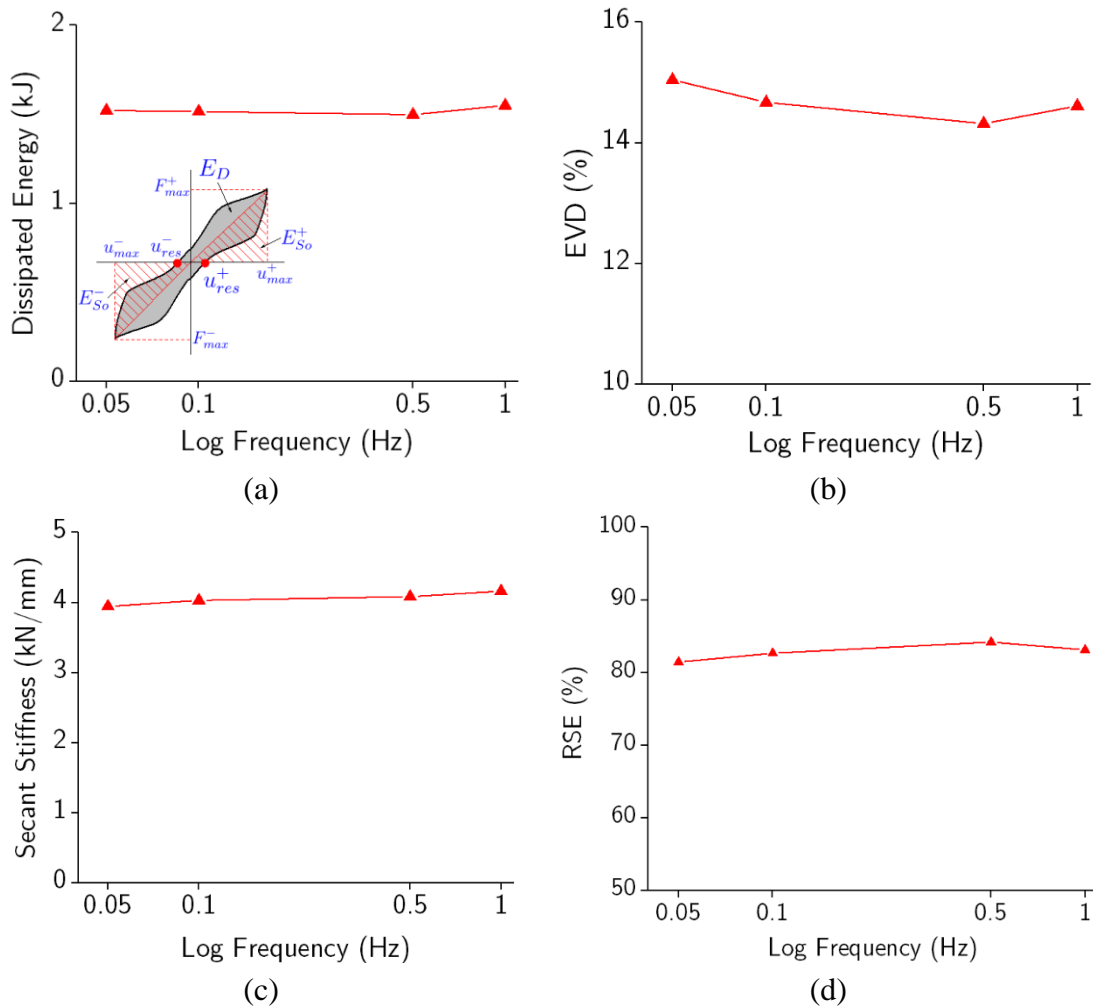 Dissipated Energy (kJ)
2
1
0
0.05 0.1 0.5 1
Log Frequency (Hz)
F⁺max
E_D
u⁻max u⁻res
E⁺So
u⁺res u⁺max
E⁻So
F⁻max
(a)
EVD (%)
16
14
12
10
0.05 0.1 0.5 1
Log Frequency (Hz)
(b)
Secant Stiffness (kN/mm)
5
4
3
2
1
0
0.05 0.1 0.5 1
Log Frequency (Hz)
(c)
RSE (%)
100
90
80
70
60
50
0.05 0.1 0.5 1
Log Frequency (Hz)
(d)